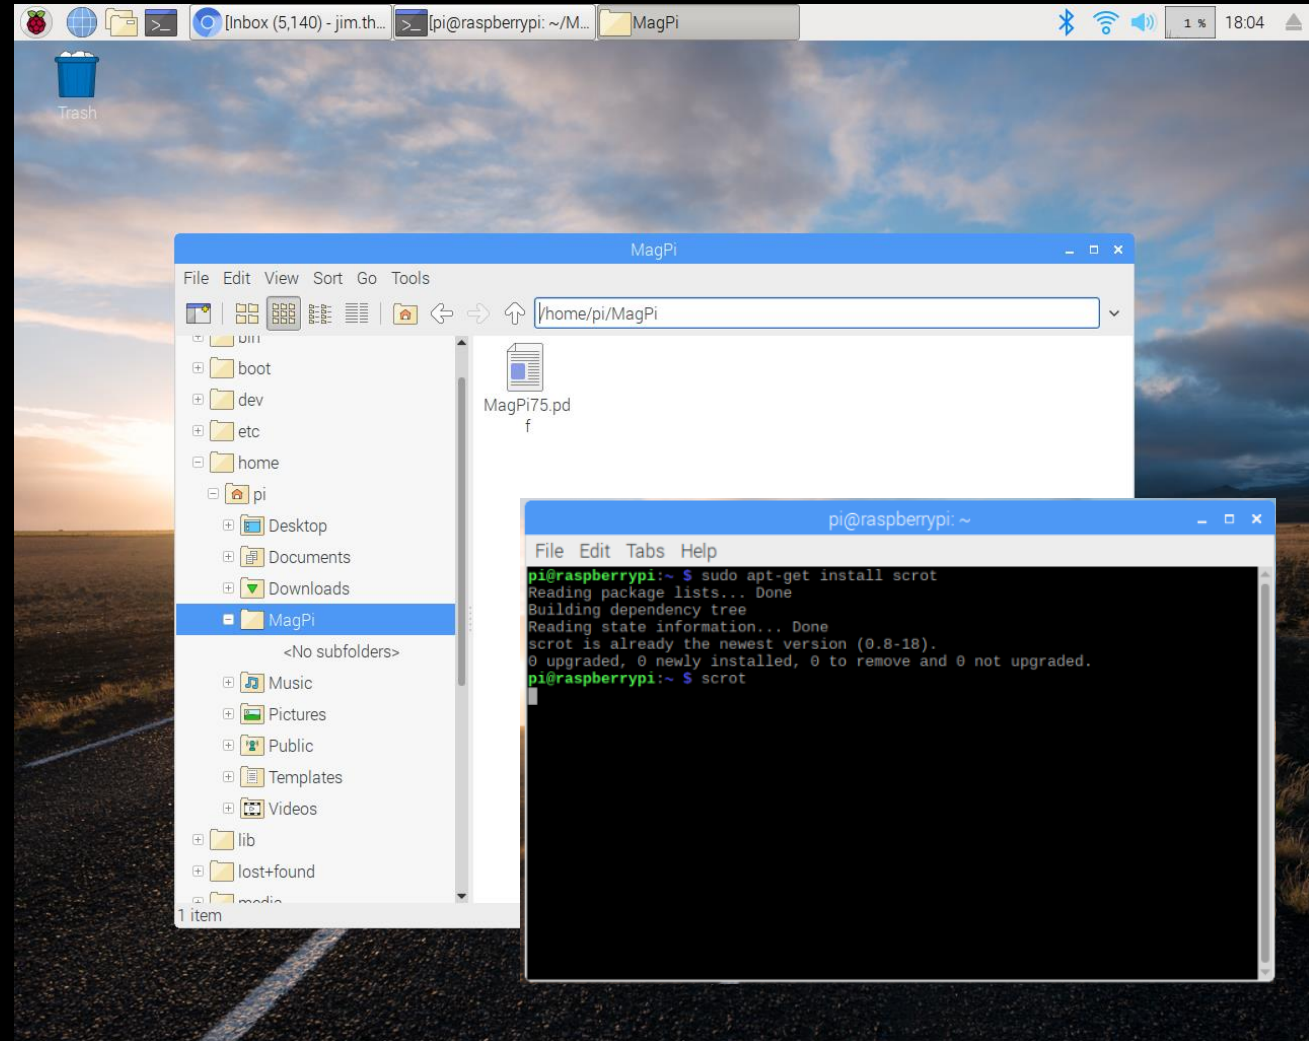 [Inbox (5,140) - jim.th...
[pi@raspberrypi: ~/M...
MagPi
1 %
18:04
Trash
MagPi
File Edit View Sort Go Tools
/home/pi/MagPi
bin
boot
dev
etc
home
pi
Desktop
Documents
Downloads
MagPi
<No subfolders>
Music
Pictures
Public
Templates
Videos
lib
lost+found
media
1 item
MagPi75.pd
f
pi@raspberrypi: ~
File Edit Tabs Help
pi@raspberrypi:~ $ sudo apt-get install scrot
Reading package lists... Done
Building dependency tree
Reading state information... Done
scrot is already the newest version (0.8-18).
0 upgraded, 0 newly installed, 0 to remove and 0 not upgraded.
pi@raspberrypi:~ $ scrot